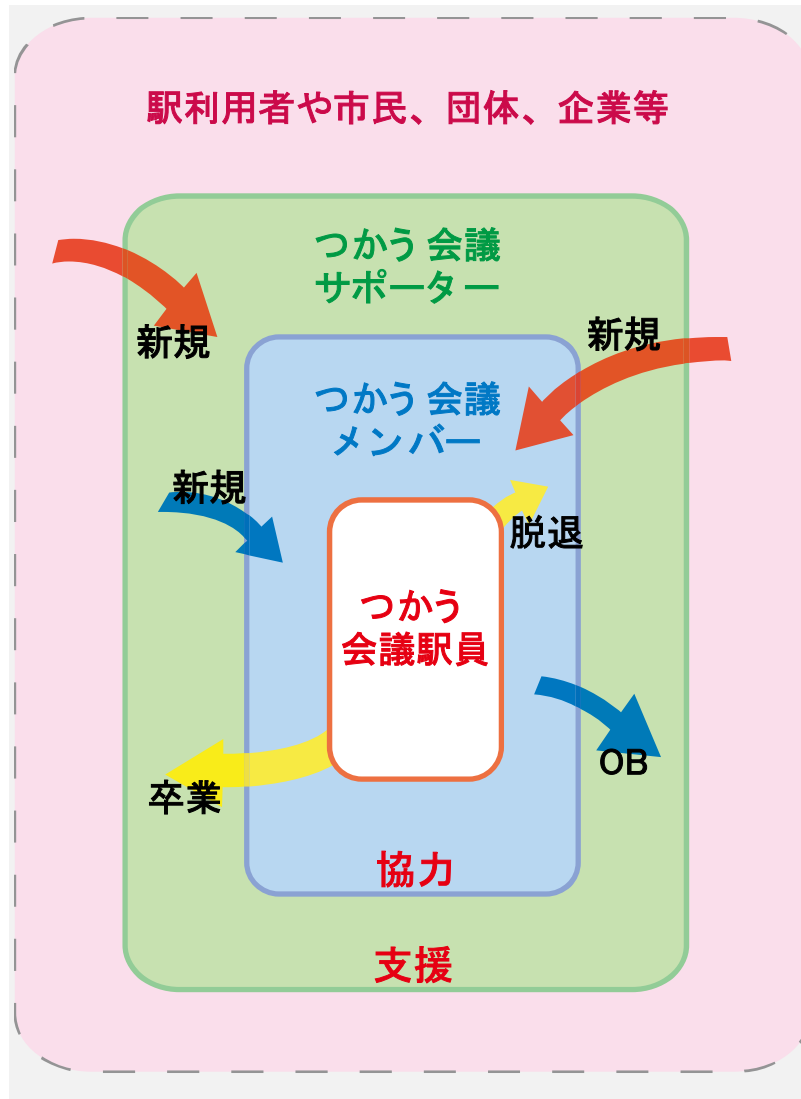 駅利用者や市民、団体、企業等
つかう会議
サポーター
新規
新規
つかう会議
メンバー
新規
脱退
つかう
会議駅員
OB
卒業
協力
支援